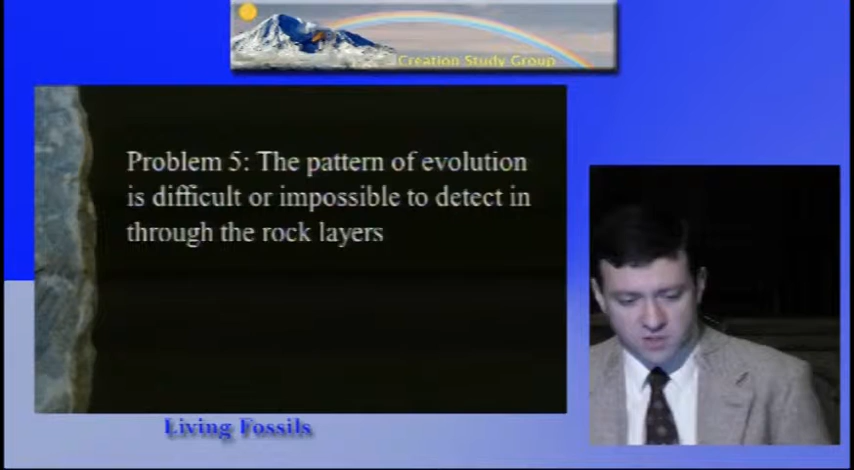 Creation Study Group
Problem 5: The pattern of evolution
is difficult or impossible to detect in
through the rock layers
Living Fossils